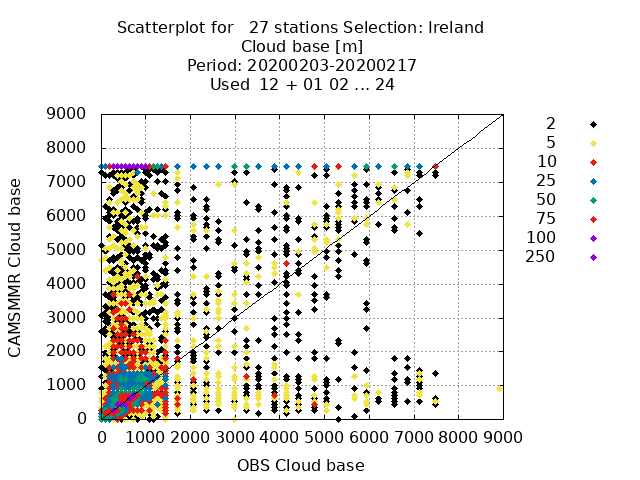 Scatterplot for   27 stations Selection: Ireland
Cloud base [m]
Period: 20200203-20200217
Used  12 + 01 02 ... 24
9000
8000
7000
6000
5000
4000
3000
2000
1000
0
CAMSMMR Cloud base
0 1000 2000 3000 4000 5000 6000 7000 8000 9000
OBS Cloud base
2
5
10
25
50
75
100
250